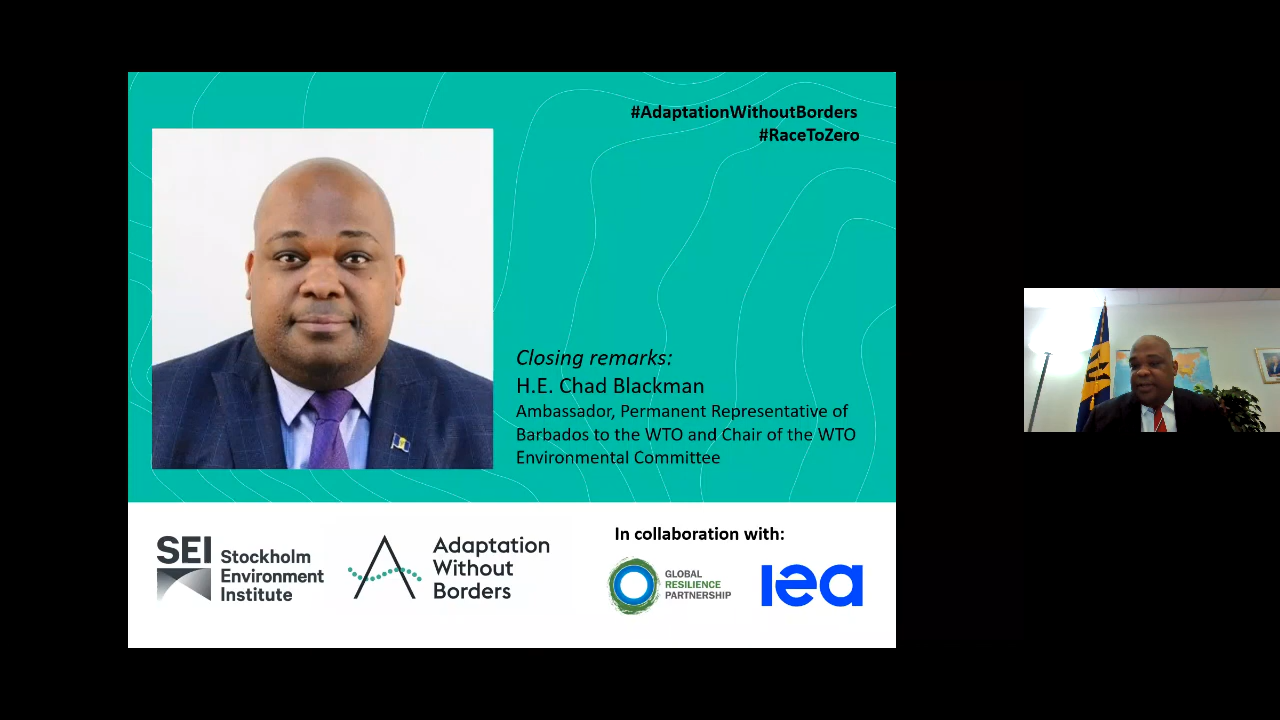 #AdaptationWithoutBorders
#RaceToZero
Closing remarks:
H.E. Chad Blackman
Ambassador, Permanent Representative of
Barbados to the WTO and Chair of the WTO
Environmental Committee
SEI Stockholm
Environment
Institute
Adaptation
Without
Borders
In collaboration with:
GLOBAL
RESILIENCE
PARTNERSHIP
iea